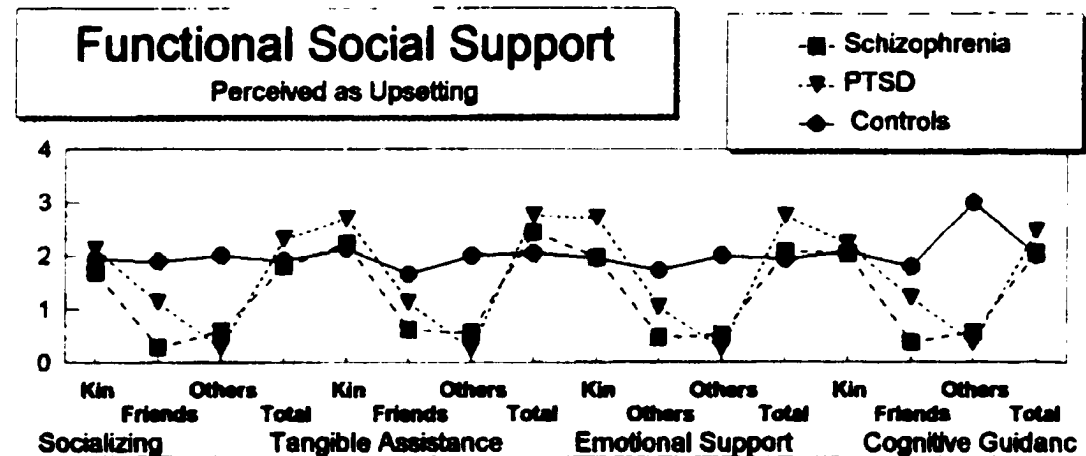 Functional Social Support
Perceived as Upsetting
Schizophrenia
PTSD
Controls
4
3
2
1
0
Kin Others Kin Others Kin Others Kin Others
Friends Total Friends Total Others Total Friends Total
Socializing Tangible Assistance Emotional Support Cognitive Guidanc